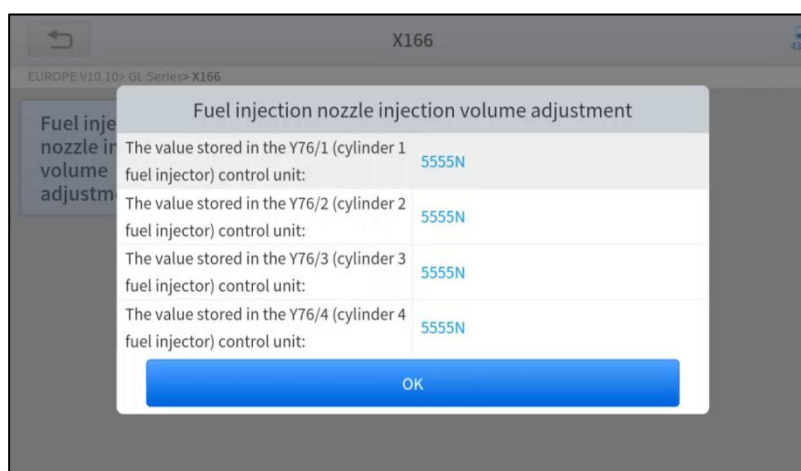 X166
43
EUROPE V10.10> GL Series> X166
Fuel inje
nozzle in
volume
adjustm
Fuel injection nozzle injection volume adjustment
The value stored in the Y76/1 (cylinder 1
fuel injector) control unit:
5555N
The value stored in the Y76/2 (cylinder 2
fuel injector) control unit:
5555N
The value stored in the Y76/3 (cylinder 3
fuel injector) control unit:
5555N
The value stored in the Y76/4 (cylinder 4
fuel injector) control unit:
5555N
OK